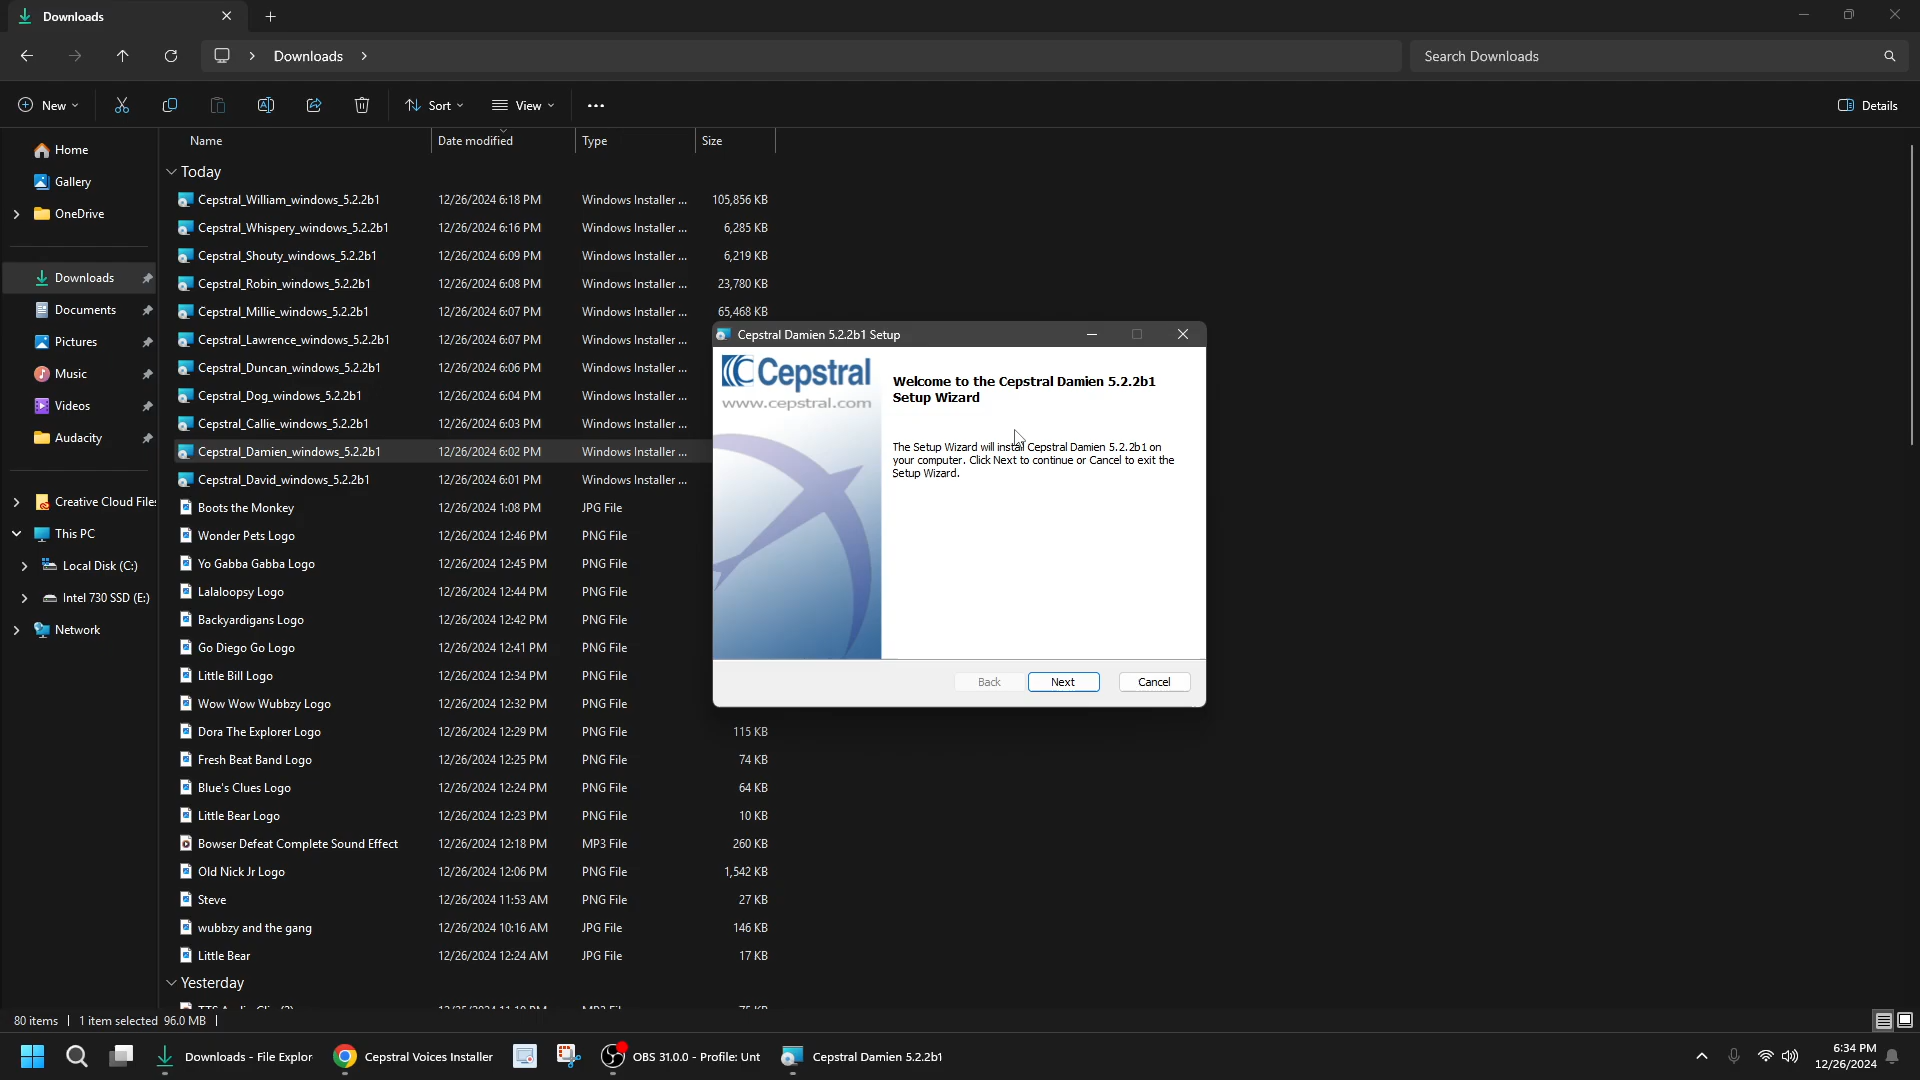 Downloads
Downloads
Search Downloads
New
Sort
View
Details
Name Date modified Type Size
Home
Gallery
OneDrive
Downloads
Documents
Pictures
Music
Videos
Audacity
Creative Cloud Files
This PC
Local Disk (C:)
Intel 730 SSD (E:)
Network
Today
Cepstral_William_windows_5.2.2b1 12/26/2024 6:18 PM Windows Installer ... 105,856 KB
Cepstral_Whispery_windows_5.2.2b1 12/26/2024 6:16 PM Windows Installer ... 6,285 KB
Cepstral_Shouty_windows_5.2.2b1 12/26/2024 6:09 PM Windows Installer ... 6,219 KB
Cepstral_Robin_windows_5.2.2b1 12/26/2024 6:08 PM Windows Installer ... 23,780 KB
Cepstral_Millie_windows_5.2.2b1 12/26/2024 6:07 PM Windows Installer ... 65,468 KB
Cepstral_Lawrence_windows_5.2.2b1 12/26/2024 6:07 PM Windows Installer ...
Cepstral_Duncan_windows_5.2.2b1 12/26/2024 6:06 PM Windows Installer ...
Cepstral_Dog_windows_5.2.2b1 12/26/2024 6:04 PM Windows Installer ...
Cepstral_Callie_windows_5.2.2b1 12/26/2024 6:03 PM Windows Installer ...
Cepstral_Damien_windows_5.2.2b1 12/26/2024 6:02 PM Windows Installer ...
Cepstral_David_windows_5.2.2b1 12/26/2024 6:01 PM Windows Installer ...
Boots the Monkey 12/26/2024 1:08 PM JPG File
Wonder Pets Logo 12/26/2024 12:46 PM PNG File
Yo Gabba Gabba Logo 12/26/2024 12:45 PM PNG File
Lalaloopsy Logo 12/26/2024 12:44 PM PNG File
Backyardigans Logo 12/26/2024 12:42 PM PNG File
Go Diego Go Logo 12/26/2024 12:41 PM PNG File
Little Bill Logo 12/26/2024 12:34 PM PNG File
Wow Wow Wubbzy Logo 12/26/2024 12:32 PM PNG File
Dora The Explorer Logo 12/26/2024 12:29 PM PNG File 115 KB
Fresh Beat Band Logo 12/26/2024 12:25 PM PNG File 74 KB
Blue's Clues Logo 12/26/2024 12:24 PM PNG File 64 KB
Little Bear Logo 12/26/2024 12:23 PM PNG File 10 KB
Bowser Defeat Complete Sound Effect 12/26/2024 12:18 PM MP3 File 260 KB
Old Nick Jr Logo 12/26/2024 12:06 PM PNG File 1,542 KB
Steve 12/26/2024 11:53 AM PNG File 27 KB
wubbzy and the gang 12/26/2024 10:16 AM JPG File 146 KB
Little Bear 12/26/2024 12:24 AM JPG File 17 KB
Yesterday
Cepstral Damien 5.2.2b1 Setup
Cepstral
www.cepstral.com
Welcome to the Cepstral Damien 5.2.2b1
Setup Wizard
The Setup Wizard will install Cepstral Damien 5.2.2b1 on
your computer. Click Next to continue or Cancel to exit the
Setup Wizard.
Back Next Cancel
80 items 1 item selected 96.0 MB
Downloads - File Explor
Cepstral Voices Installer
OBS 31.0.0 - Profile: Unt
Cepstral Damien 5.2.2b1
6:34 PM
12/26/2024